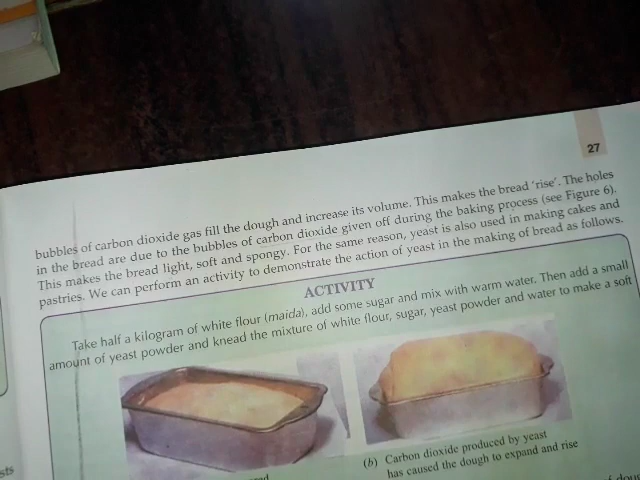 27
bubbles of carbon dioxide gas fill the dough and increase its volume. This makes the bread 'rise'. The holes
in the bread are due to the bubbles of carbon dioxide given off during the baking process (see Figure 6).
This makes the bread light, soft and spongy. For the same reason, yeast is also used in making cakes and
pastries. We can perform an activity to demonstrate the action of yeast in the making of bread as follows.
ACTIVITY
Take half a kilogram of white flour (maida), add some sugar and mix with warm water. Then add a small
amount of yeast powder and knead the mixture of white flour, sugar, yeast powder and water to make a soft
(b) Carbon dioxide produced by yeast
has caused the dough to expand and rise